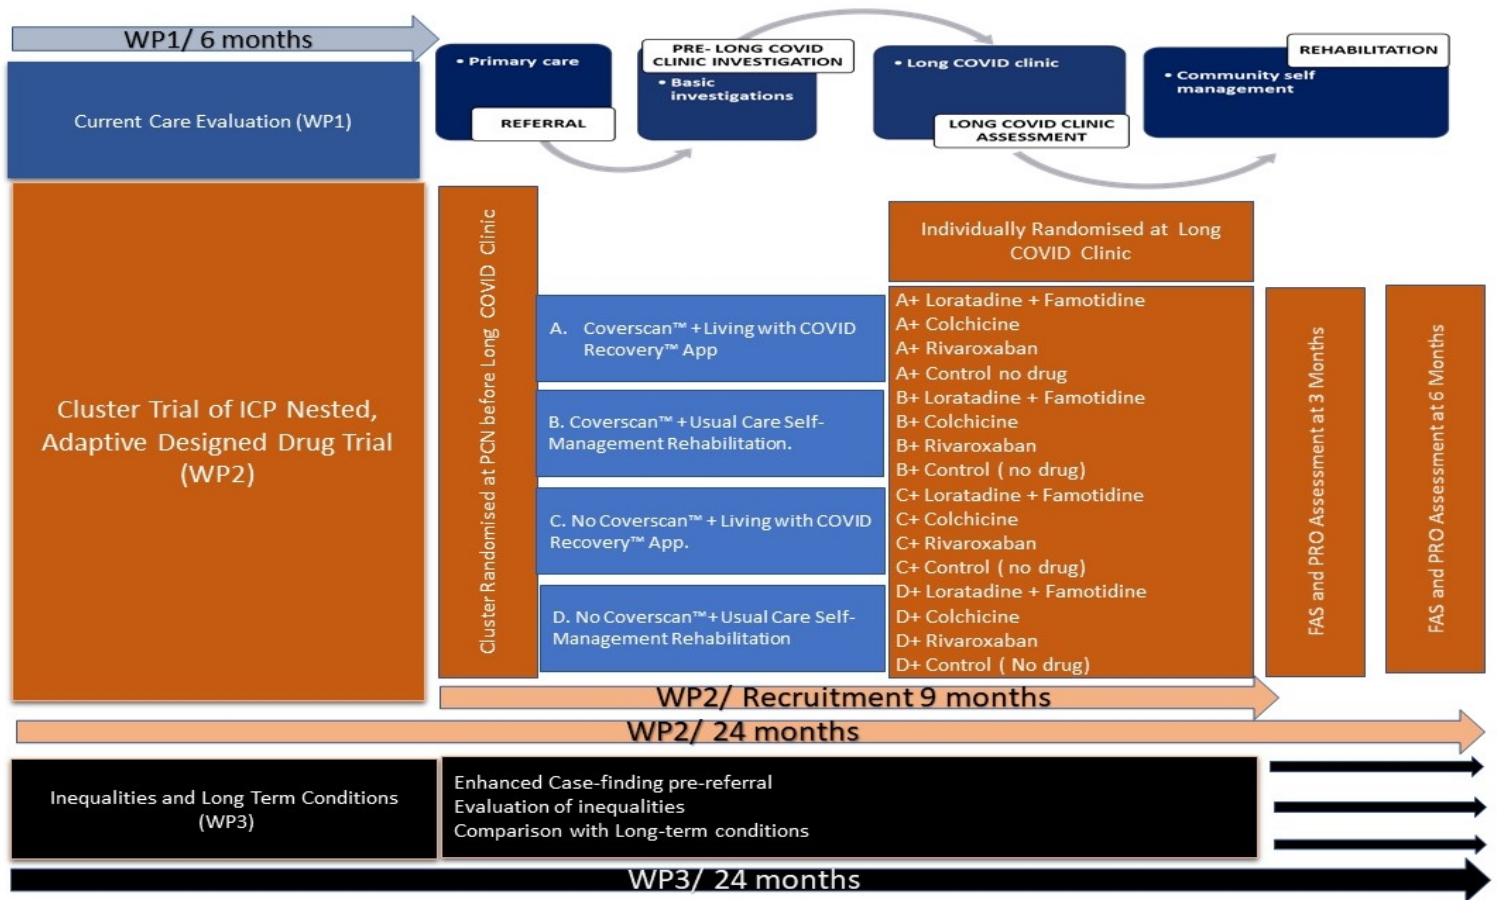 WP1/ 6 months
Current Care Evaluation (WP1)
• Primary care
REFERRAL
PRE- LONG COVID
CLINIC INVESTIGATION
• Basic
investigations
• Long COVID clinic
LONG COVID CLINIC
ASSESSMENT
REHABILITATION
• Community self
management
Cluster Trial of ICP Nested,
Adaptive Designed Drug Trial
(WP2)
Cluster Randomised at PCN before Long COVID Clinic
A. Coverscan™ + Living with COVID
Recovery™ App
B. Coverscan™ + Usual Care Self-
Management Rehabilitation.
C. No Coverscan™ + Living with COVID
Recovery™ App.
D. No Coverscan™+ Usual Care Self-
Management Rehabilitation
Individually Randomised at Long
COVID Clinic
A+ Loratadine + Famotidine
A+ Colchicine
A+ Rivaroxaban
A+ Control no drug
B+ Loratadine + Famotidine
B+ Colchicine
B+ Rivaroxaban
B+ Control ( no drug)
C+ Loratadine + Famotidine
C+ Colchicine
C+ Rivaroxaban
C+ Control ( no drug)
D+ Loratadine + Famotidine
D+ Colchicine
D+ Rivaroxaban
D+ Control ( No drug)
FAS and PRO Assessment at 3 Months
FAS and PRO Assessment at 6 Months
WP2/ Recruitment 9 months
WP2/ 24 months
Inequalities and Long Term Conditions
(WP3)
Enhanced Case-finding pre-referral
Evaluation of inequalities
Comparison with Long-term conditions
WP3/ 24 months